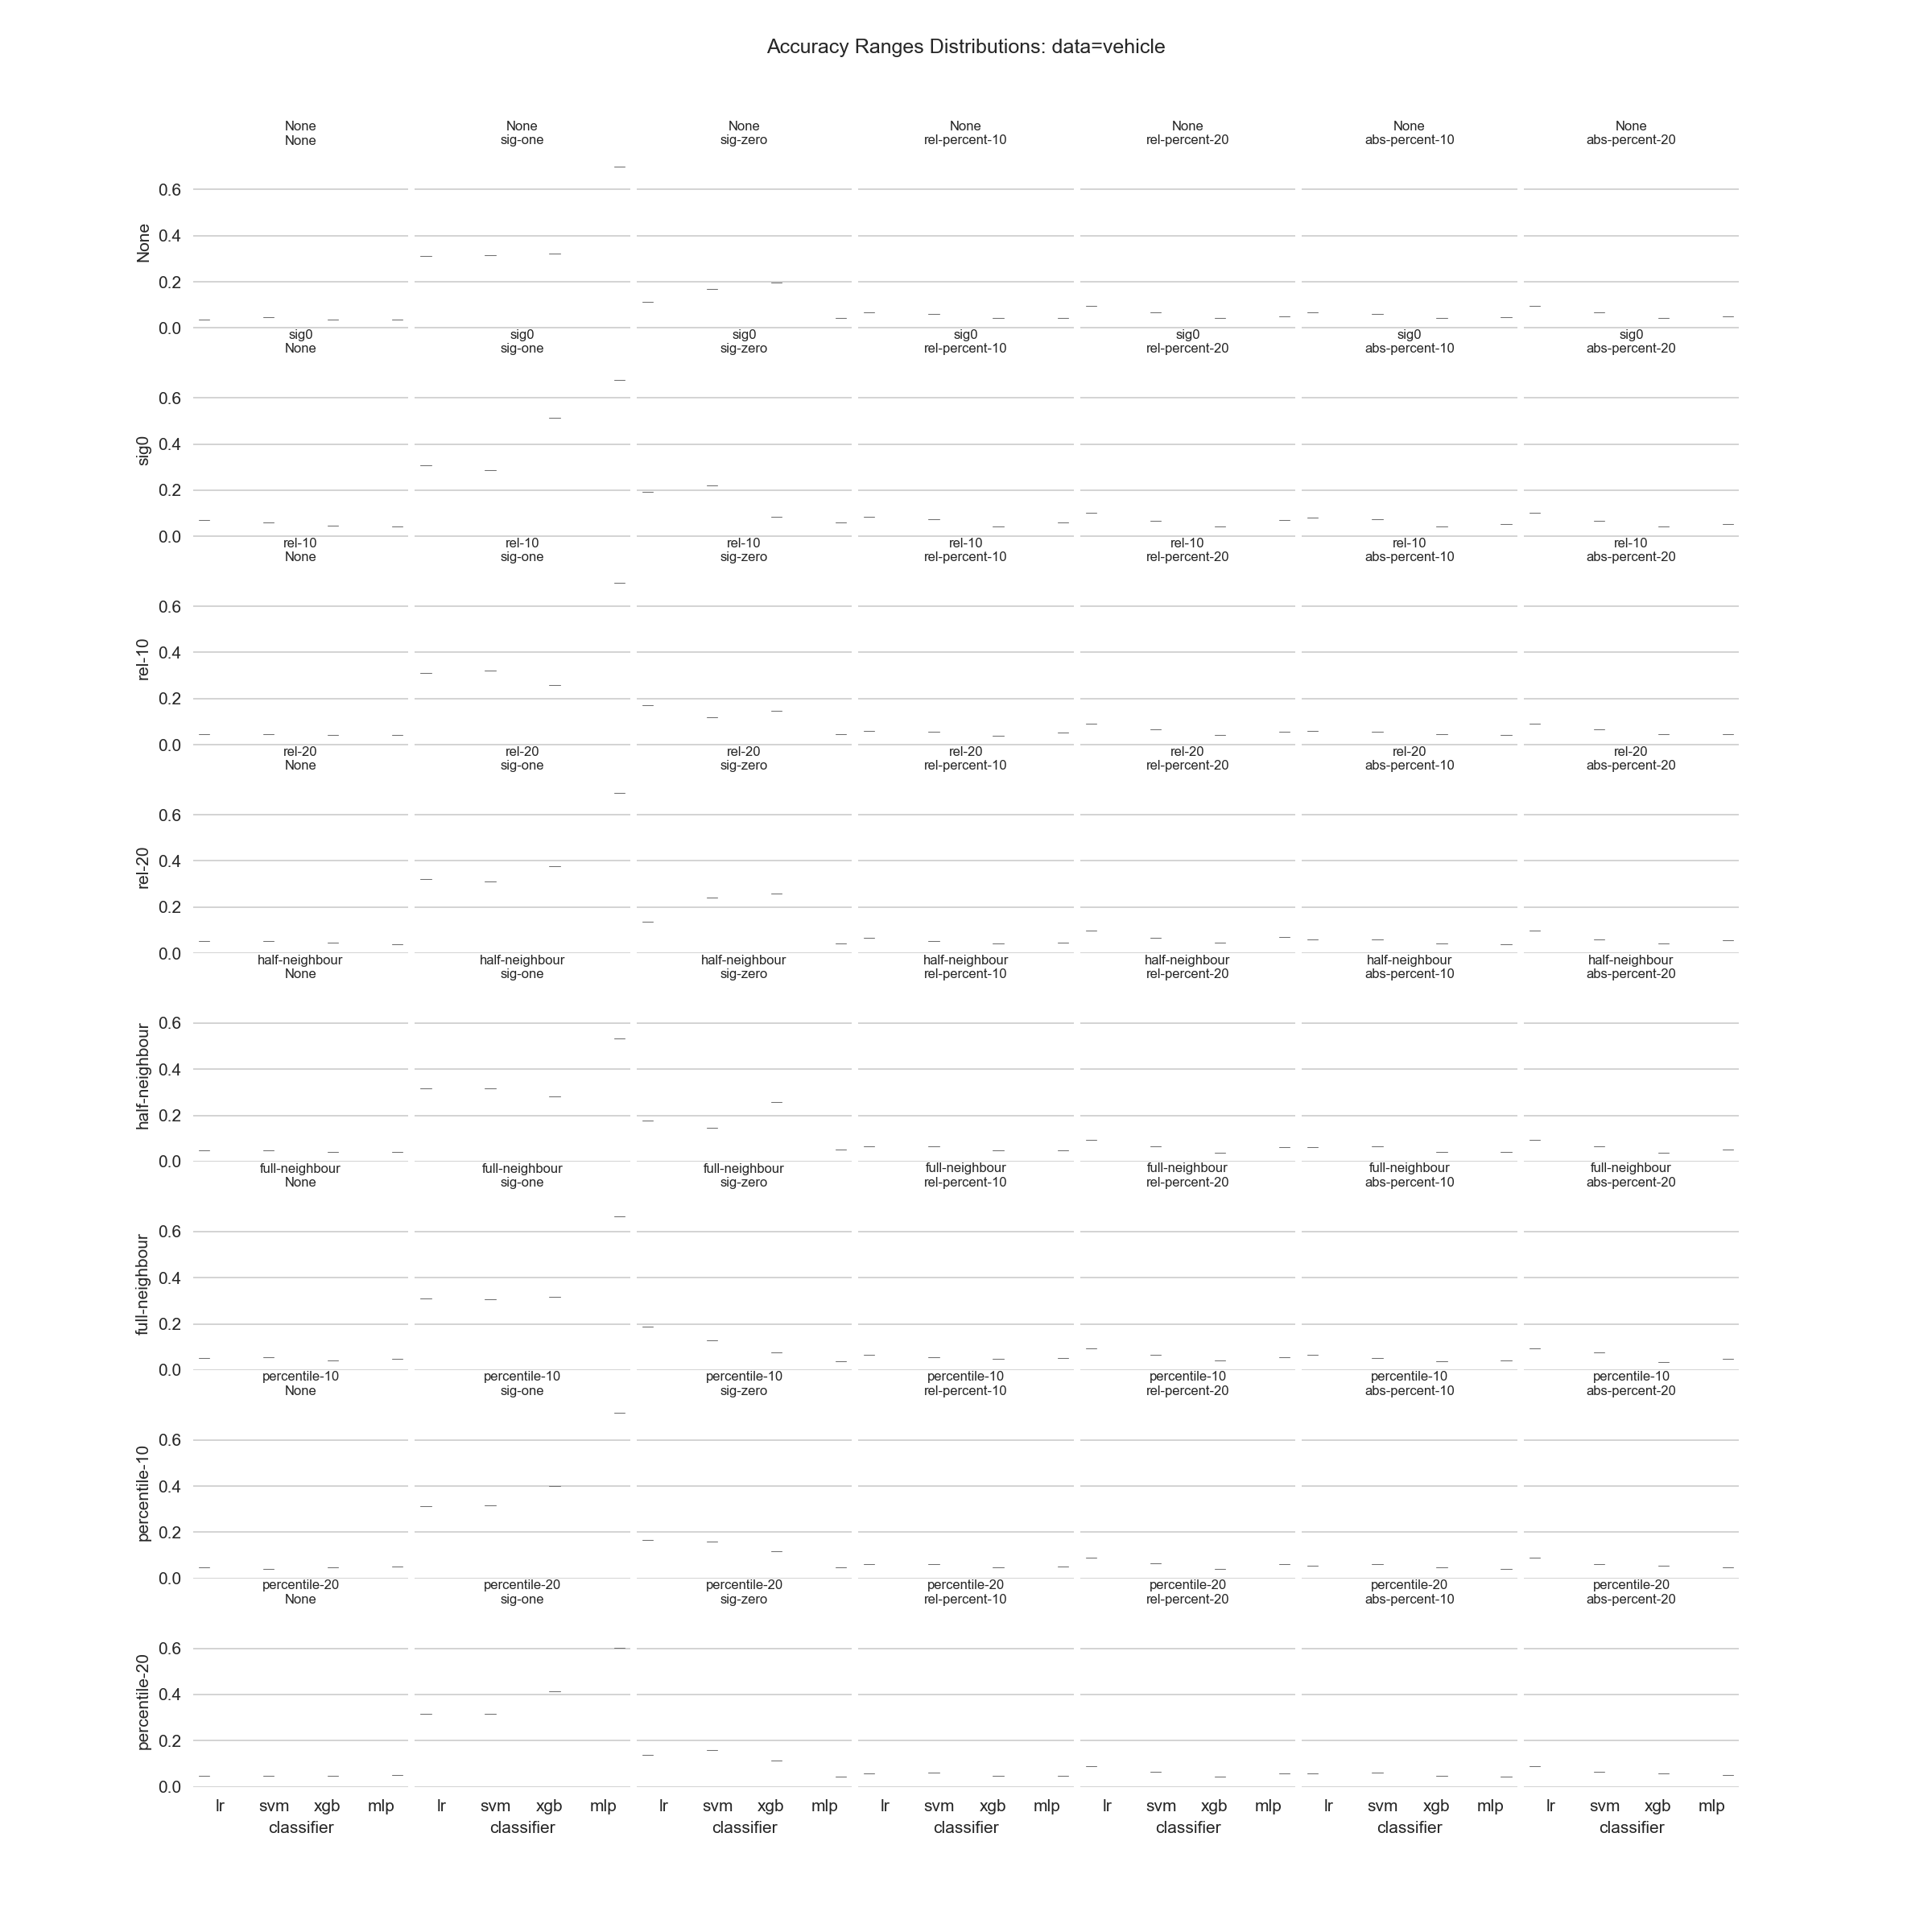 Accuracy Ranges Distributions: data=vehicle
None None None None None None None
None sig-one sig-zero rel-percent-10 rel-percent-20 abs-percent-10 abs-percent-20
0.6
0.4
None
0.2
0.0
sig0 sig0 sig0 sig0 sig0 sig0 sig0
None sig-one sig-zero rel-percent-10 rel-percent-20 abs-percent-10 abs-percent-20
0.6
0.4
sig0
0.2
0.0
rel-10 rel-10 rel-10 rel-10 rel-10 rel-10 rel-10
None sig-one sig-zero rel-percent-10 rel-percent-20 abs-percent-10 abs-percent-20
0.6
0.4
rel-10
0.2
0.0
rel-20 rel-20 rel-20 rel-20 rel-20 rel-20 rel-20
None sig-one sig-zero rel-percent-10 rel-percent-20 abs-percent-10 abs-percent-20
0.6
0.4
rel-20
0.2
0.0
half-neighbour half-neighbour half-neighbour half-neighbour half-neighbour half-neighbour half-neighbour
None sig-one sig-zero rel-percent-10 rel-percent-20 abs-percent-10 abs-percent-20
0.6
0.4
half-neighbour
0.2
0.0
full-neighbour full-neighbour full-neighbour full-neighbour full-neighbour full-neighbour full-neighbour
None sig-one sig-zero rel-percent-10 rel-percent-20 abs-percent-10 abs-percent-20
0.6
0.4
full-neighbour
0.2
0.0
percentile-10 percentile-10 percentile-10 percentile-10 percentile-10 percentile-10 percentile-10
None sig-one sig-zero rel-percent-10 rel-percent-20 abs-percent-10 abs-percent-20
0.6
0.4
percentile-10
0.2
0.0
percentile-20 percentile-20 percentile-20 percentile-20 percentile-20 percentile-20 percentile-20
None sig-one sig-zero rel-percent-10 rel-percent-20 abs-percent-10 abs-percent-20
0.6
0.4
percentile-20
0.2
0.0
lr svm xgb mlp lr svm xgb mlp lr svm xgb mlp lr svm xgb mlp lr svm xgb mlp lr svm xgb mlp lr svm xgb mlp
classifier classifier classifier classifier classifier classifier classifier